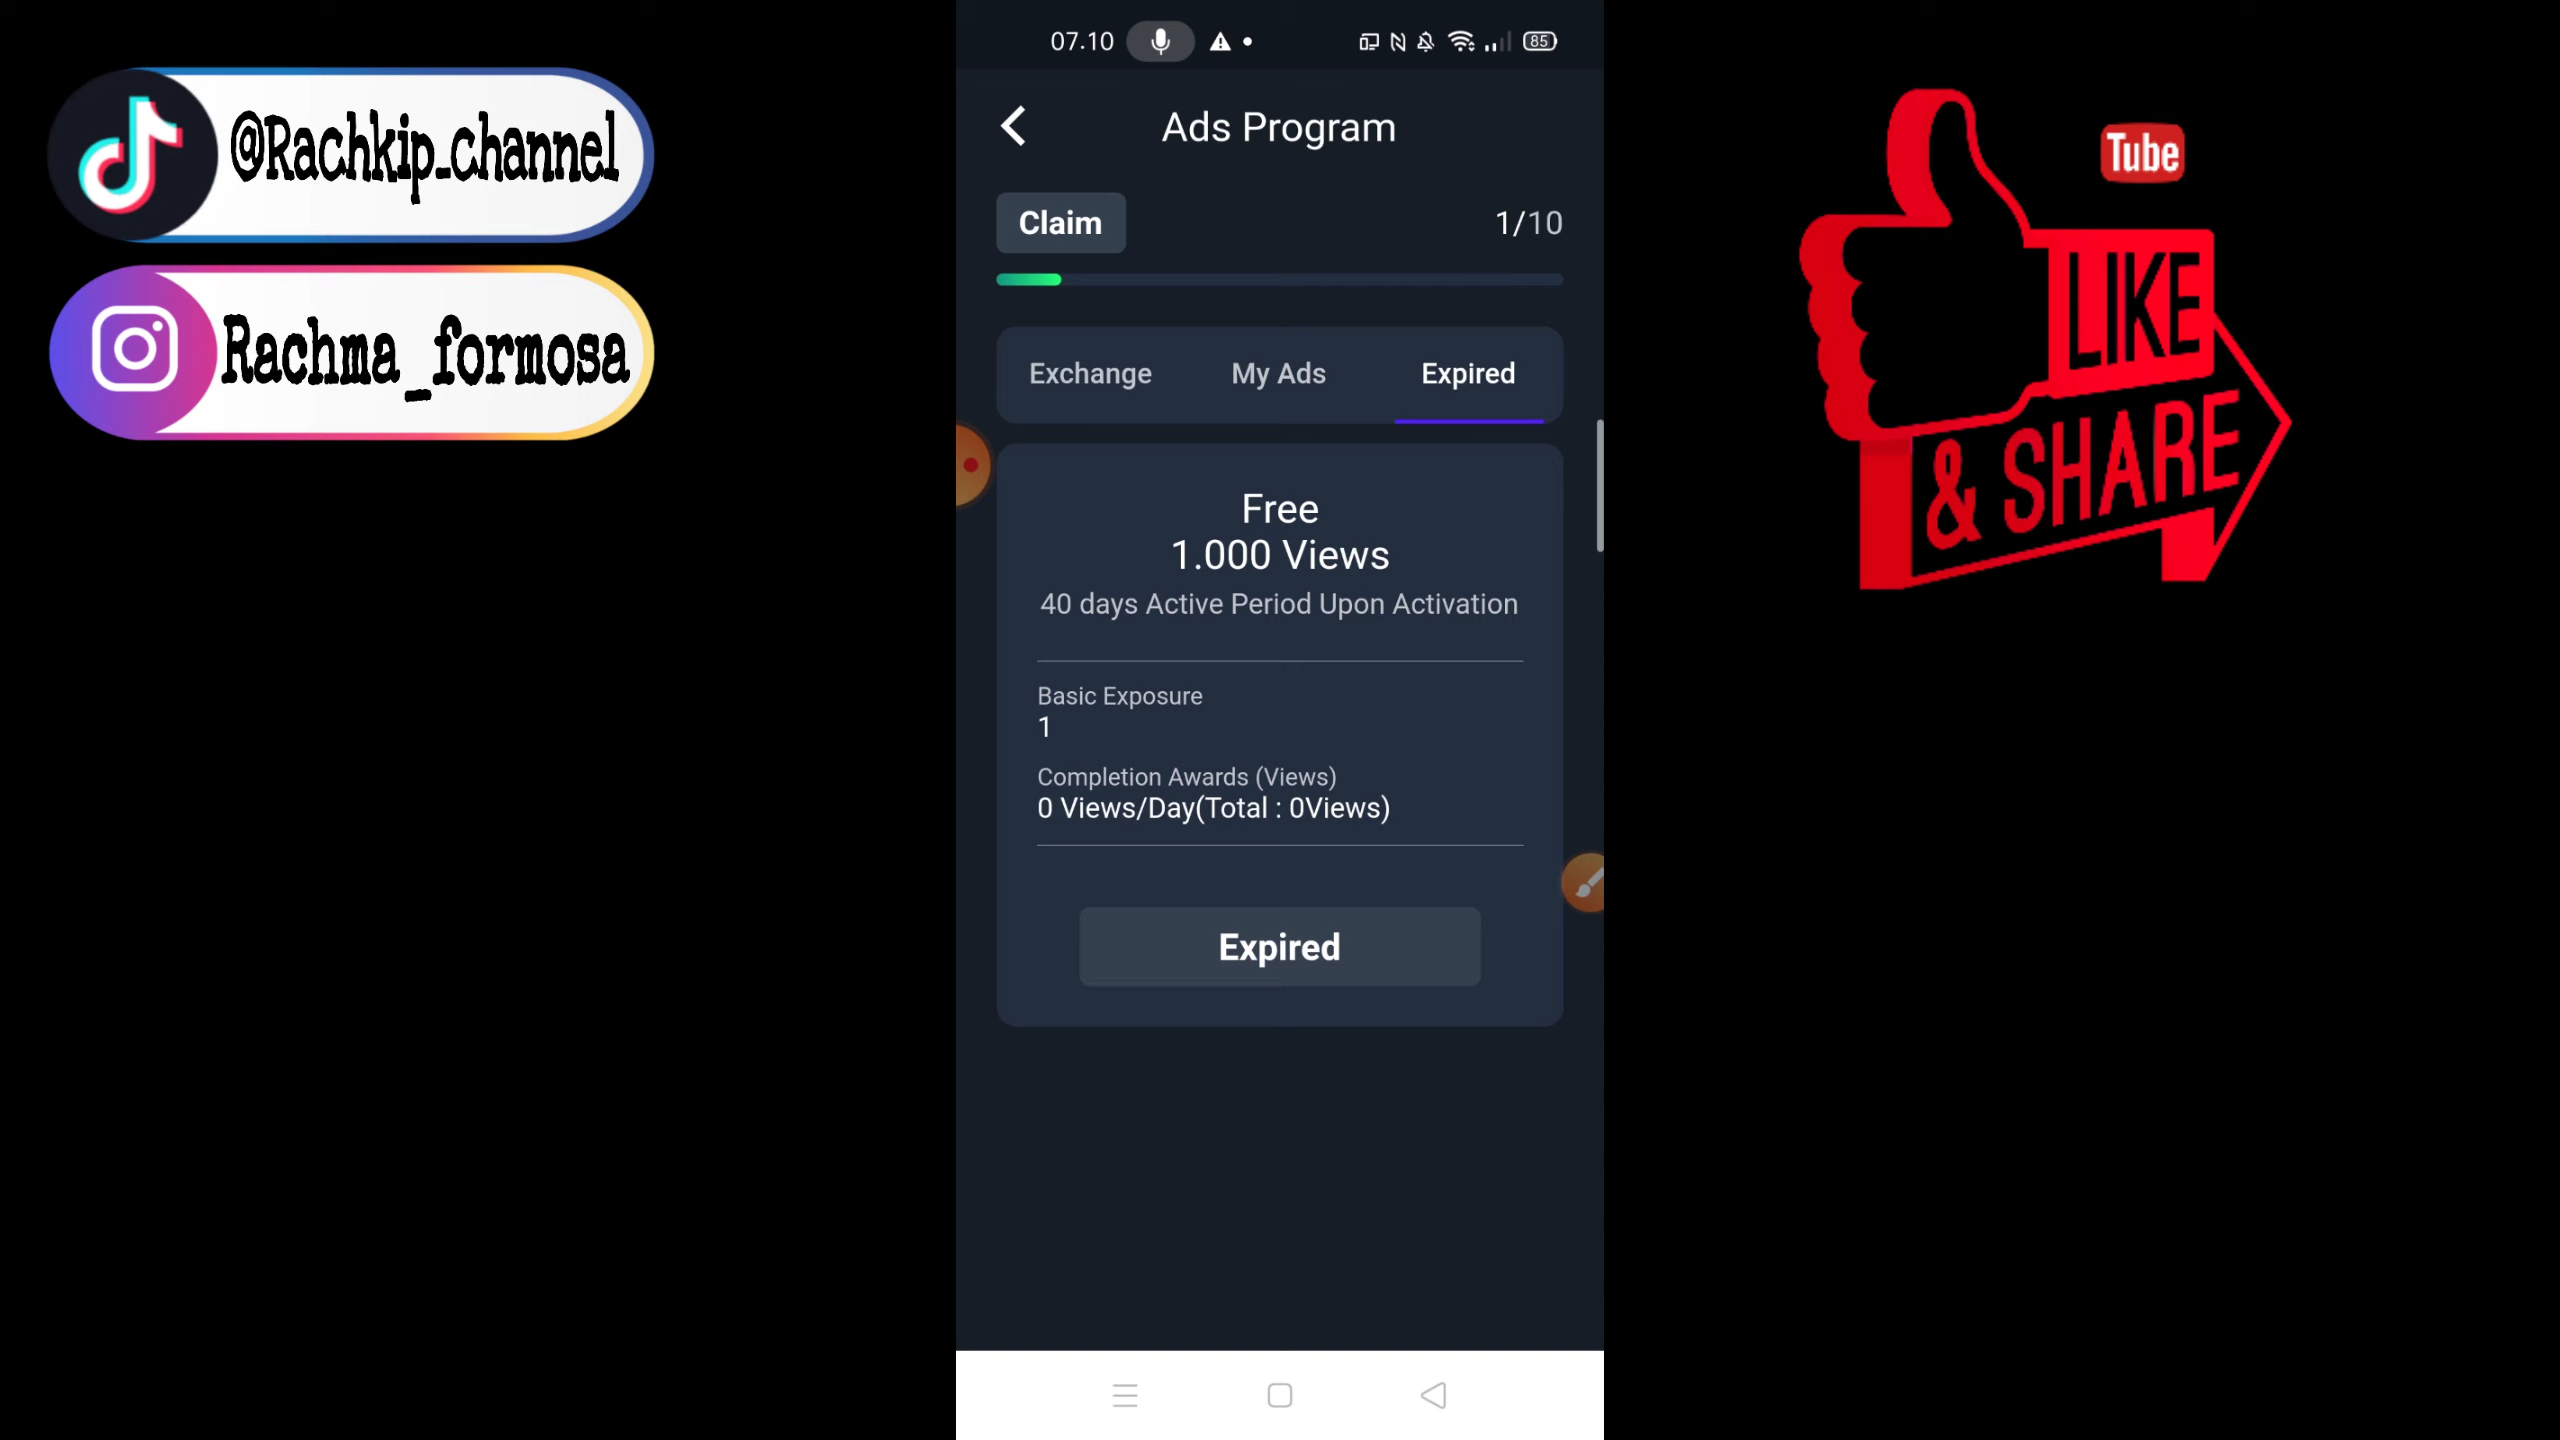 @Rachkip_channel
Rachma_formosa
07.10
85
Ads Program
Claim
1/10
Exchange
My Ads
Expired
Free
1.000 Views
40 days Active Period Upon Activation
Basic Exposure
1
Completion Awards (Views)
0 Views/Day(Total : 0Views)
Expired
Tube
LIKE
& SHARE